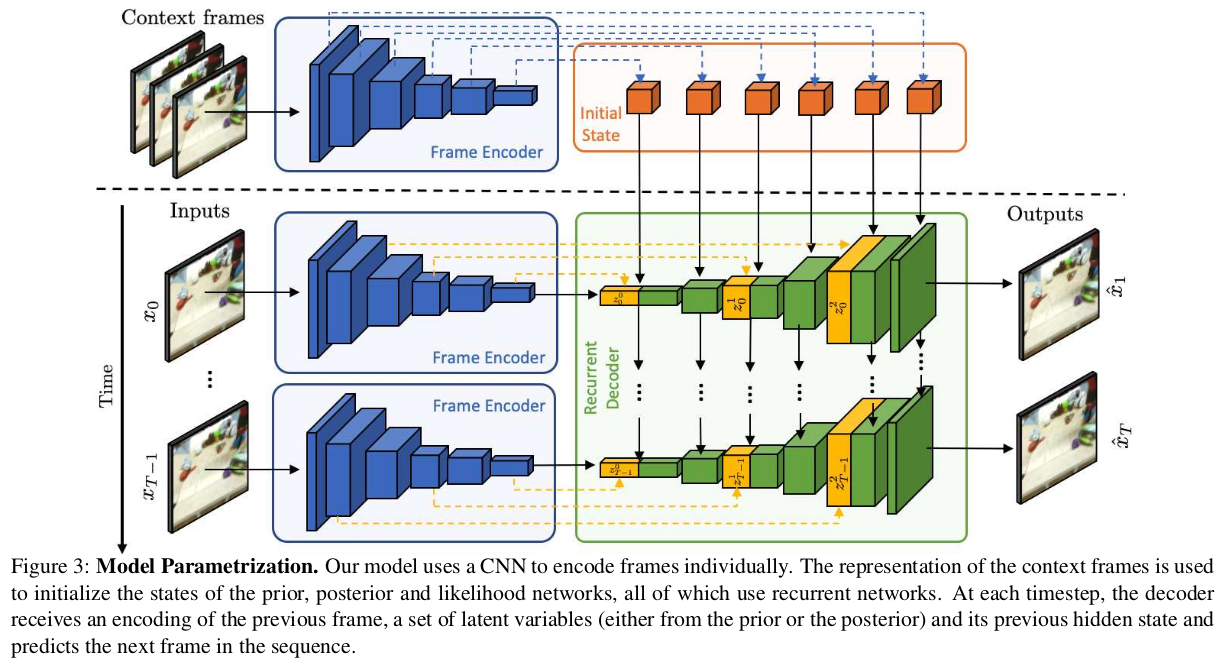 Context frames
Frame Encoder
Initial
State
Inputs
Outputs
Time
x_0
Frame Encoder
z_0^0
z_0^1
z_0^2
x̂_1
Recurrent
Decoder
x_{T−1}
Frame Encoder
z_{T−1}^0
z_{T−1}^1
z_{T−1}^2
x̂_T
Figure 3: Model Parametrization. Our model uses a CNN to encode frames individually. The representation of the context frames is used
to initialize the states of the prior, posterior and likelihood networks, all of which use recurrent networks. At each timestep, the decoder
receives an encoding of the previous frame, a set of latent variables (either from the prior or the posterior) and its previous hidden state and
predicts the next frame in the sequence.